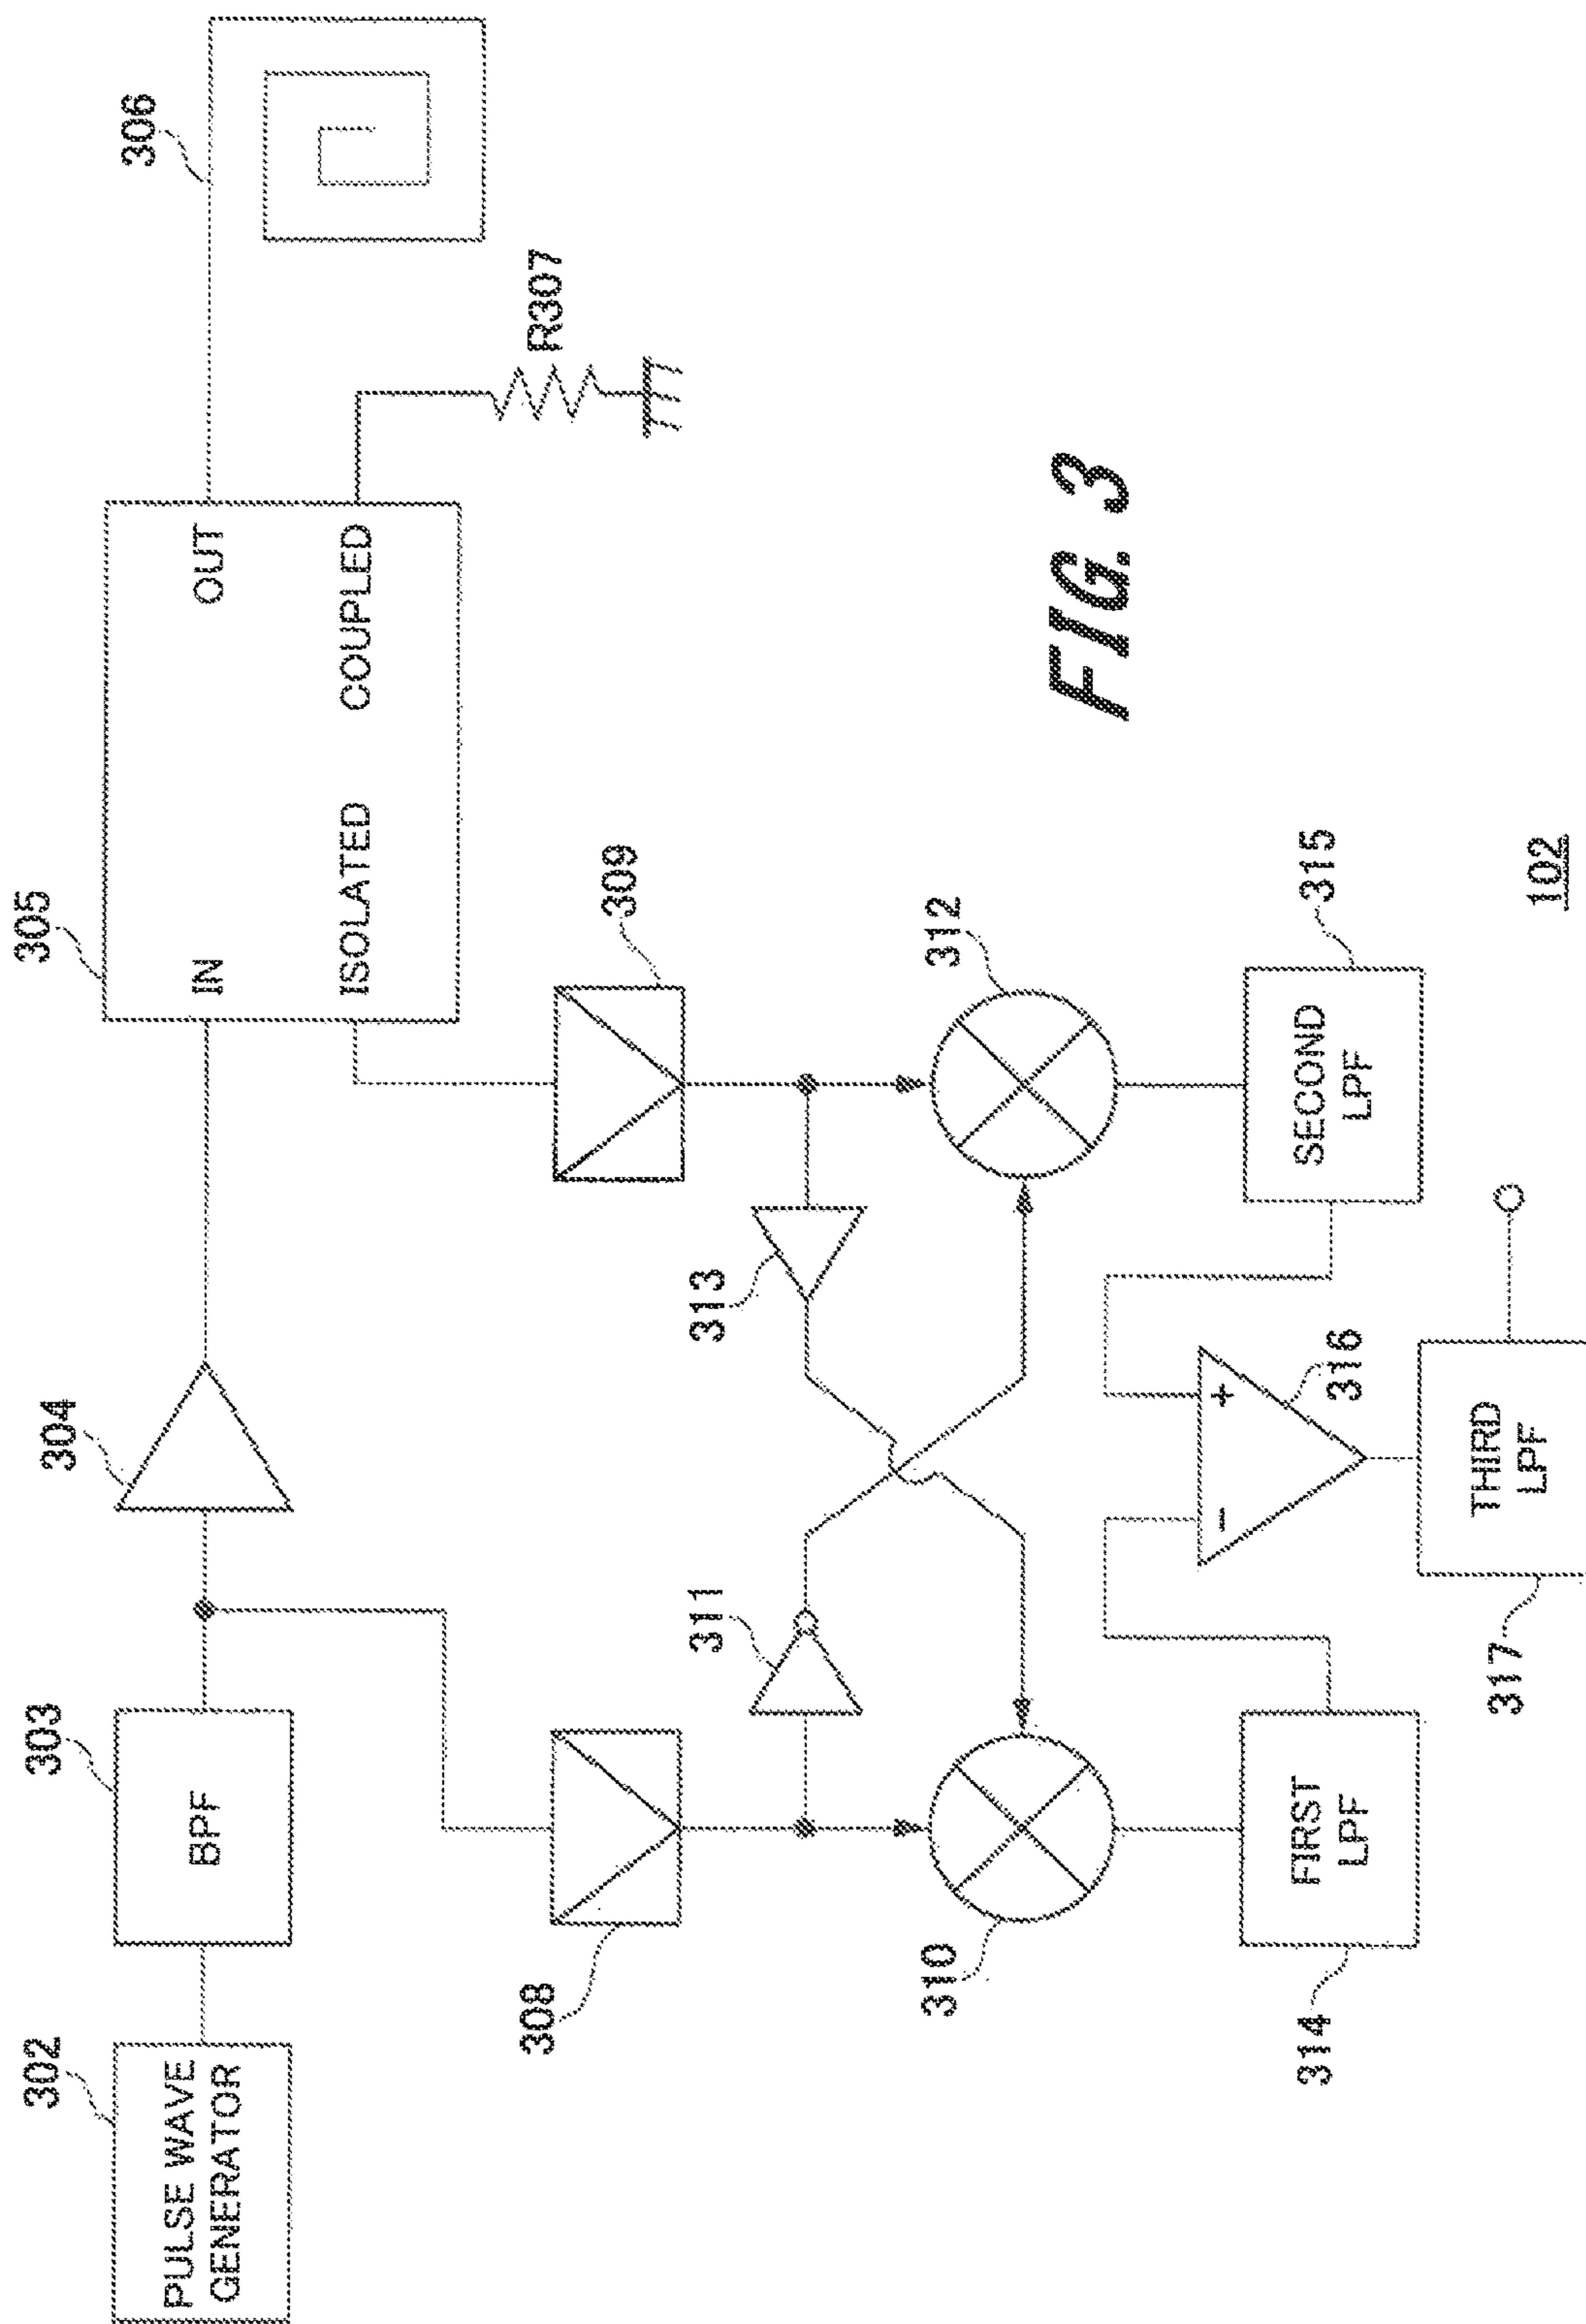 302
PULSE WAVE
GENERATOR
303
BPF
304
305
IN
OUT
ISOLATED
COUPLED
306
R307
308
309
311
313
310
312
314
FIRST
LPF
- +
316
SECOND
LPF
315
317
THIRD
LPF
102
FIG. 3